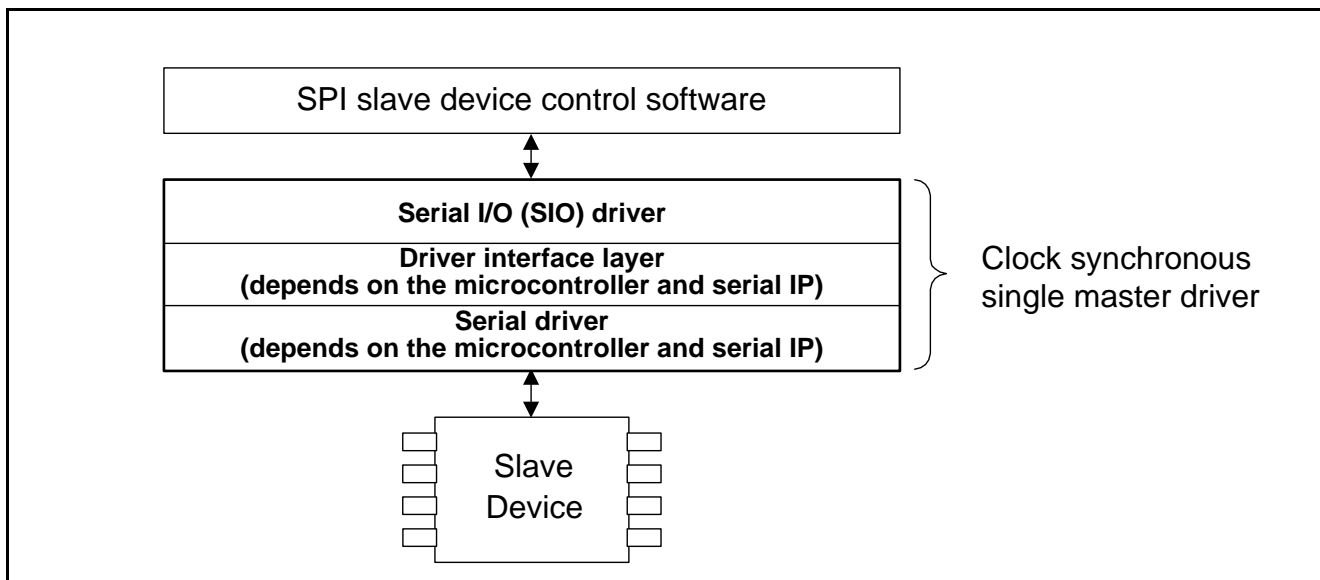 SPI slave device control software
Serial I/O (SIO) driver
Driver interface layer
(depends on the microcontroller and serial IP)
Serial driver
(depends on the microcontroller and serial IP)
Clock synchronous
single master driver
Slave
Device